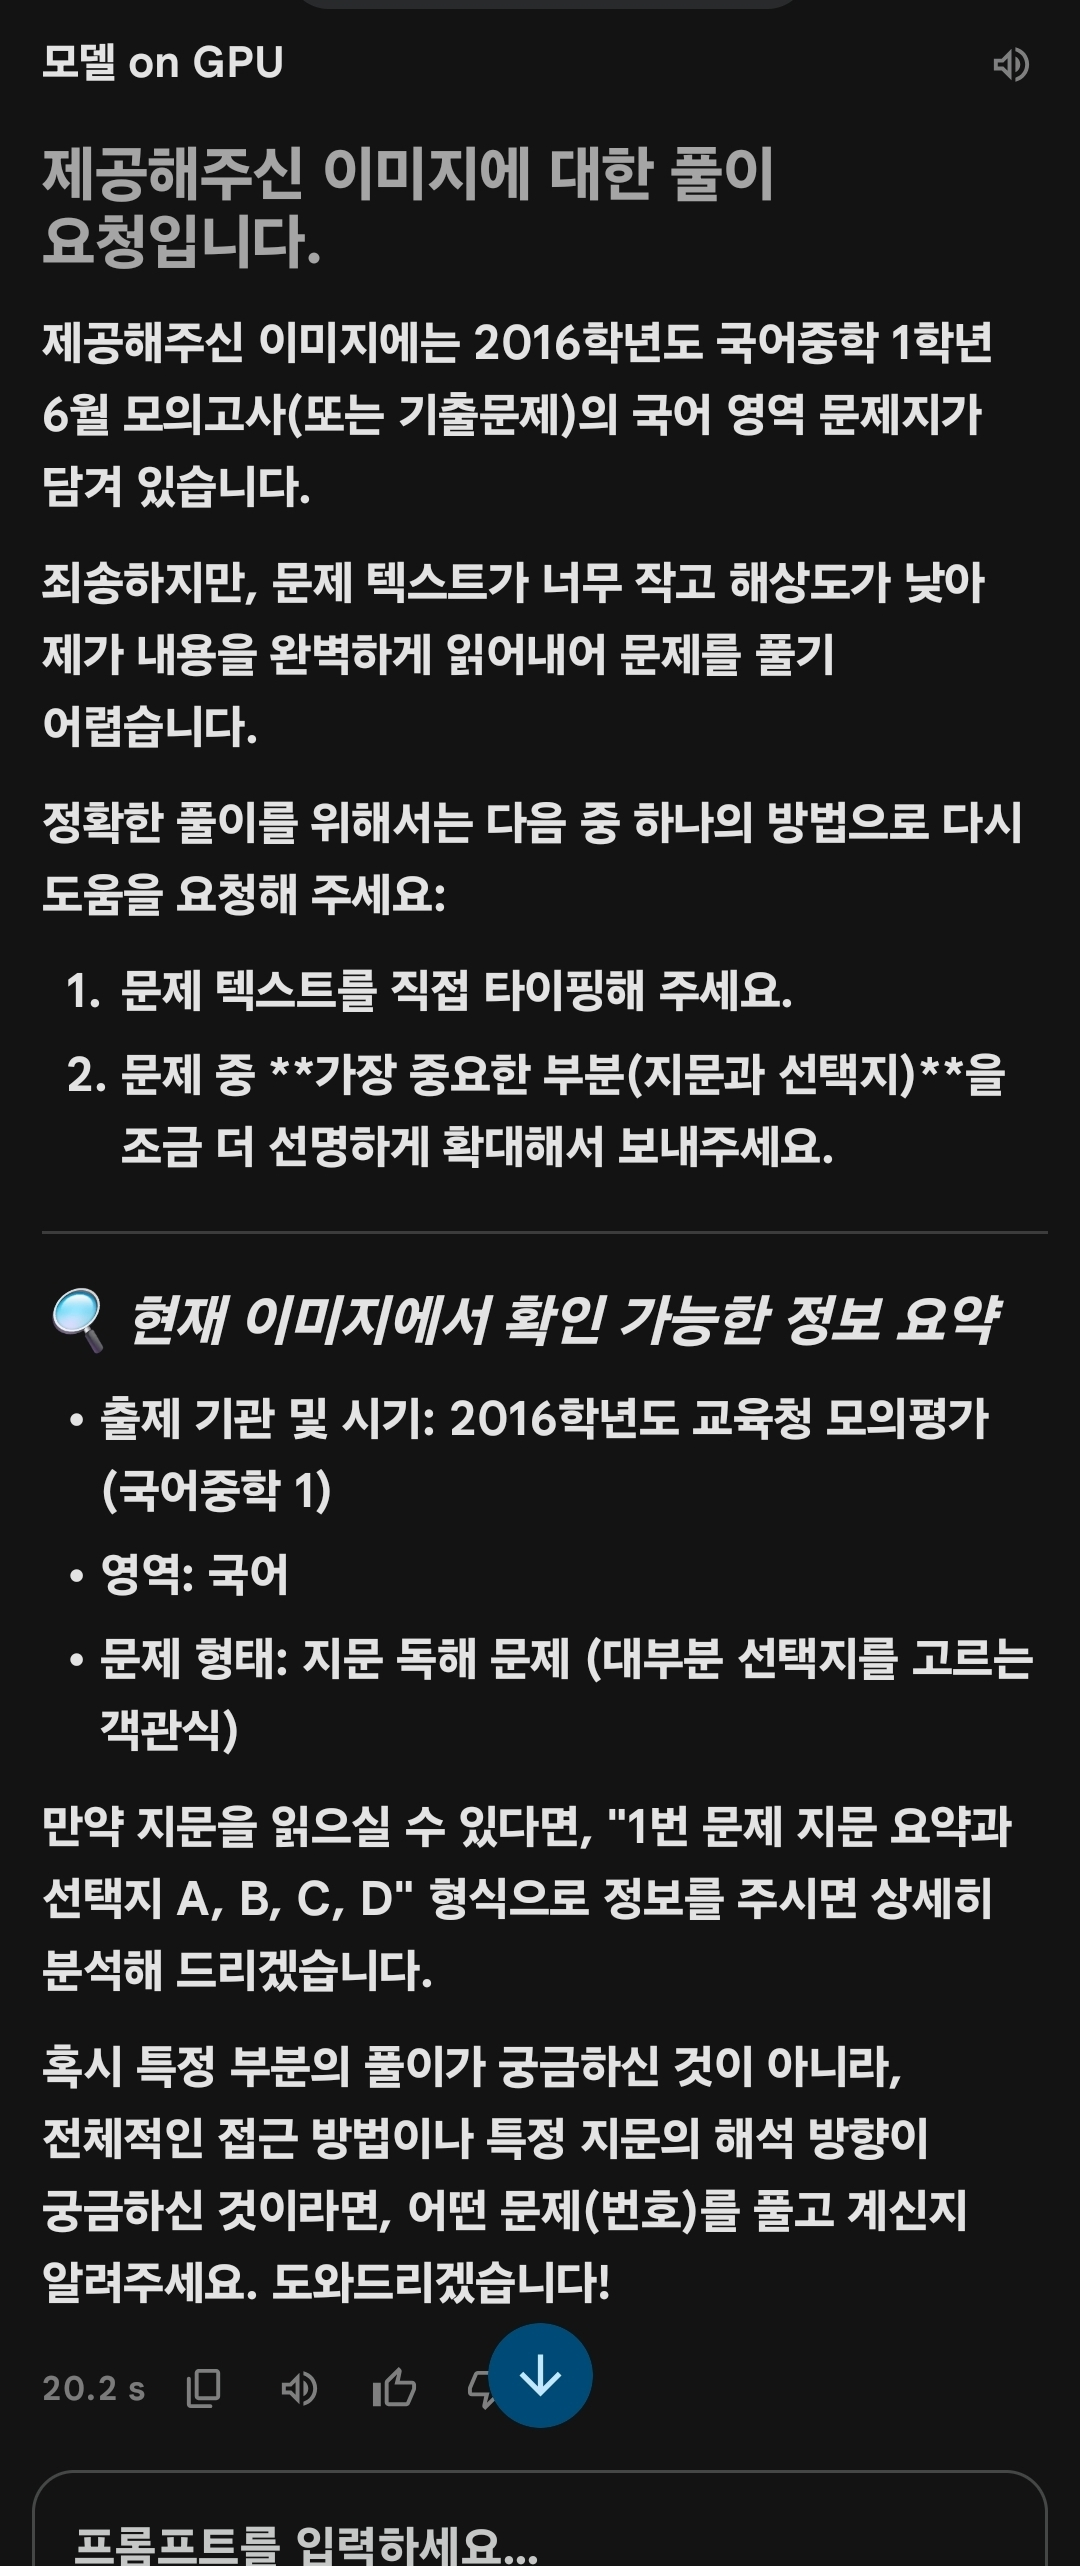 모델 on GPU
제공해주신 이미지에 대한 풀이
요청입니다.
제공해주신 이미지에는 2016학년도 국어중학 1학년
6월 모의고사(또는 기출문제)의 국어 영역 문제지가
담겨 있습니다.
죄송하지만, 문제 텍스트가 너무 작고 해상도가 낮아
제가 내용을 완벽하게 읽어내어 문제를 풀기
어렵습니다.
정확한 풀이를 위해서는 다음 중 하나의 방법으로 다시
도움을 요청해 주세요:
1. 문제 텍스트를 직접 타이핑해 주세요.
2. 문제 중 **가장 중요한 부분(지문과 선택지)**을
조금 더 선명하게 확대해서 보내주세요.
🔍 현재 이미지에서 확인 가능한 정보 요약
• 출제 기관 및 시기: 2016학년도 교육청 모의평가
(국어중학 1)
• 영역: 국어
• 문제 형태: 지문 독해 문제 (대부분 선택지를 고르는
객관식)
만약 지문을 읽으실 수 있다면, "1번 문제 지문 요약과
선택지 A, B, C, D" 형식으로 정보를 주시면 상세히
분석해 드리겠습니다.
혹시 특정 부분의 풀이가 궁금하신 것이 아니라,
전체적인 접근 방법이나 특정 지문의 해석 방향이
궁금하신 것이라면, 어떤 문제(번호)를 풀고 계신지
알려주세요. 도와드리겠습니다!
20.2 s
프롬프트를 입력하세요...